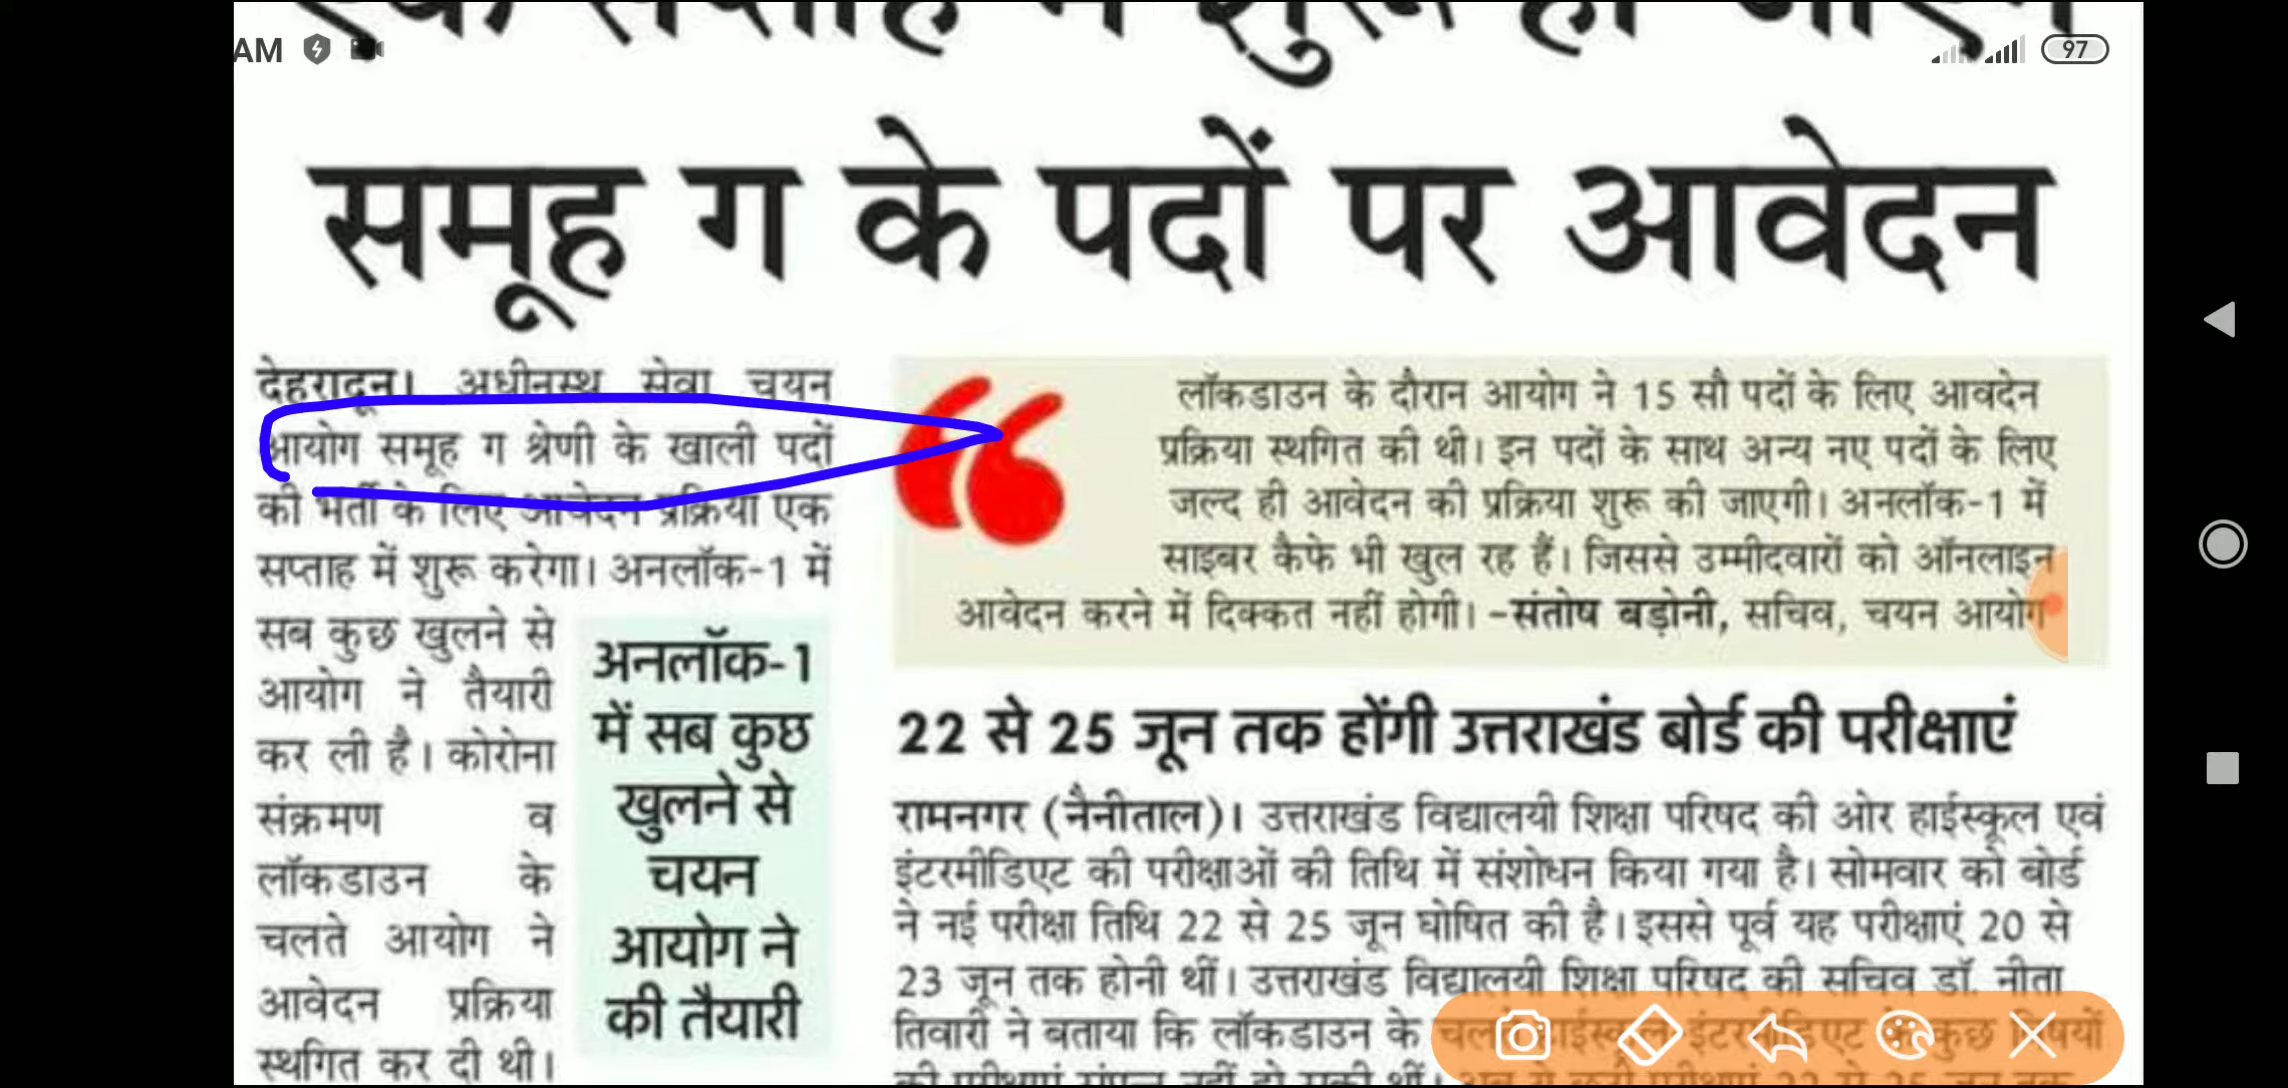 AM
97
समूह ग के पदों पर आवेदन
देहरादून। अधीनस्थ सेवा चयन
आयोग समूह ग श्रेणी के खाली पदों
की भर्ती के लिए आवेदन प्रक्रिया एक
सप्ताह में शुरू करेगा। अनलॉक-1 में
सब कुछ खुलने से
आयोग ने तैयारी
कर ली है। कोरोना
संक्रमण व
लॉकडाउन के
चलते आयोग ने
आवेदन प्रक्रिया
स्थगित कर दी थी।
अनलॉक-1
में सब कुछ
खुलने से
चयन
आयोग ने
की तैयारी
लॉकडाउन के दौरान आयोग ने 15 सौ पदों के लिए आवदेन
प्रक्रिया स्थगित की थी। इन पदों के साथ अन्य नए पदों के लिए
जल्द ही आवेदन की प्रक्रिया शुरू की जाएगी। अनलॉक-1 में
साइबर कैफे भी खुल रह हैं। जिससे उम्मीदवारों को ऑनलाइन
आवेदन करने में दिक्कत नहीं होगी। -संतोष बड़ोनी, सचिव, चयन आयोग
22 से 25 जून तक होंगी उत्तराखंड बोर्ड की परीक्षाएं
रामनगर (नैनीताल)। उत्तराखंड विद्यालयी शिक्षा परिषद की ओर हाईस्कूल एवं
इंटरमीडिएट की परीक्षाओं की तिथि में संशोधन किया गया है। सोमवार को बोर्ड
ने नई परीक्षा तिथि 22 से 25 जून घोषित की है। इससे पूर्व यह परीक्षाएं 20 से
23 जून तक होनी थीं। उत्तराखंड विद्यालयी शिक्षा परिषद की सचिव डॉ. नीता
तिवारी ने बताया कि लॉकडाउन के चलते हाईस्कूल इंटरमीडिएट के कुछ विषयों